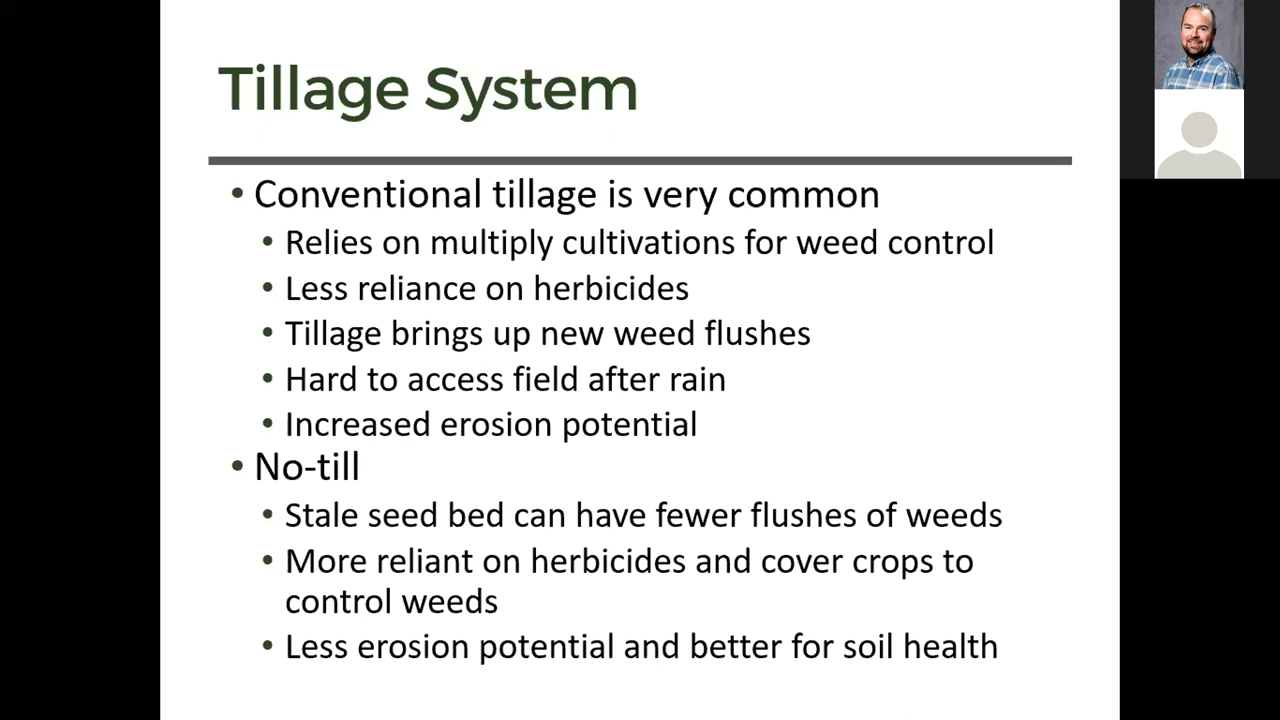 Tillage System
• Conventional tillage is very common
• Relies on multiply cultivations for weed control
• Less reliance on herbicides
• Tillage brings up new weed flushes
• Hard to access field after rain
• Increased erosion potential
• No-till
• Stale seed bed can have fewer flushes of weeds
• More reliant on herbicides and cover crops to
control weeds
• Less erosion potential and better for soil health